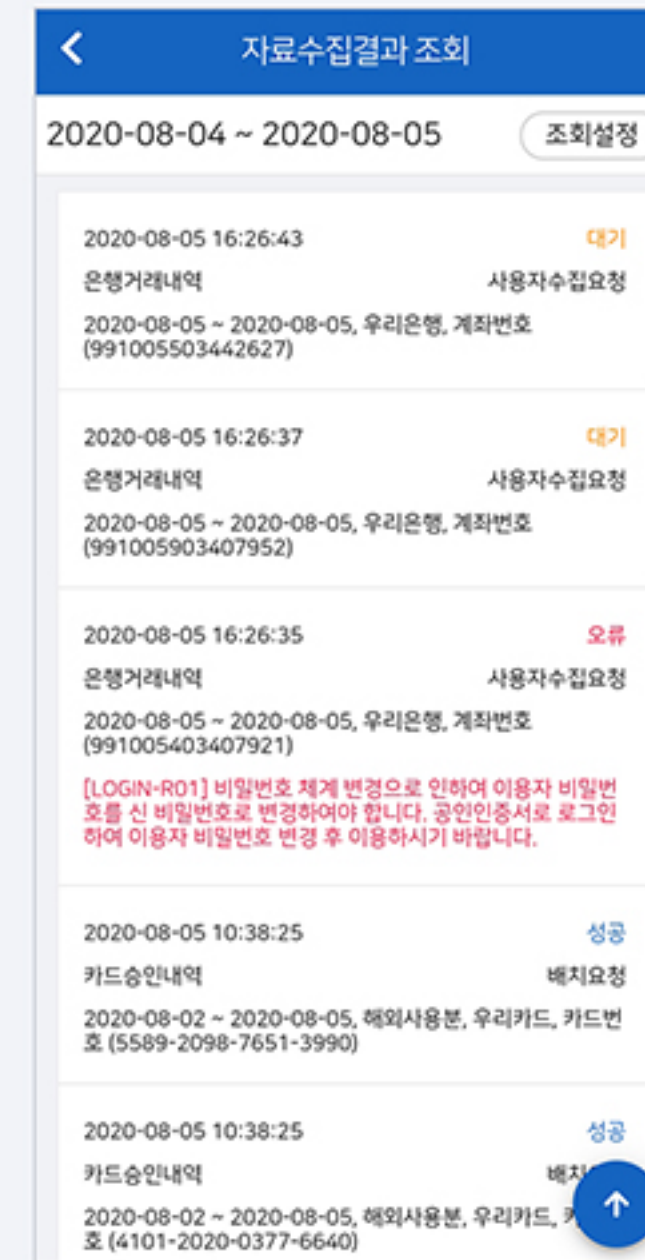 자료수집결과 조회
2020-08-04 ~ 2020-08-05 조회설정
2020-08-05 16:26:43 대기
은행거래내역 사용자수집요청
2020-08-05 ~ 2020-08-05, 우리은행, 계좌번호
(991005503442627)
2020-08-05 16:26:37 대기
은행거래내역 사용자수집요청
2020-08-05 ~ 2020-08-05, 우리은행, 계좌번호
(991005903407952)
2020-08-05 16:26:35 오류
은행거래내역 사용자수집요청
2020-08-05 ~ 2020-08-05, 우리은행, 계좌번호
(991005403407921)
[LOGIN-R01] 비밀번호 체계 변경으로 인하여 이용자 비밀번
호를 신 비밀번호로 변경하여야 합니다. 공인인증서로 로그인
하여 이용자 비밀번호 변경 후 이용하시기 바랍니다.
2020-08-05 10:38:25 성공
카드승인내역 배치요청
2020-08-02 ~ 2020-08-05, 해외사용분, 우리카드, 카드번
호 (5589-2098-7651-3990)
2020-08-05 10:38:25 성공
카드승인내역 배치
2020-08-02 ~ 2020-08-05, 해외사용분, 우리카드,
호 (4101-2020-0377-6640)